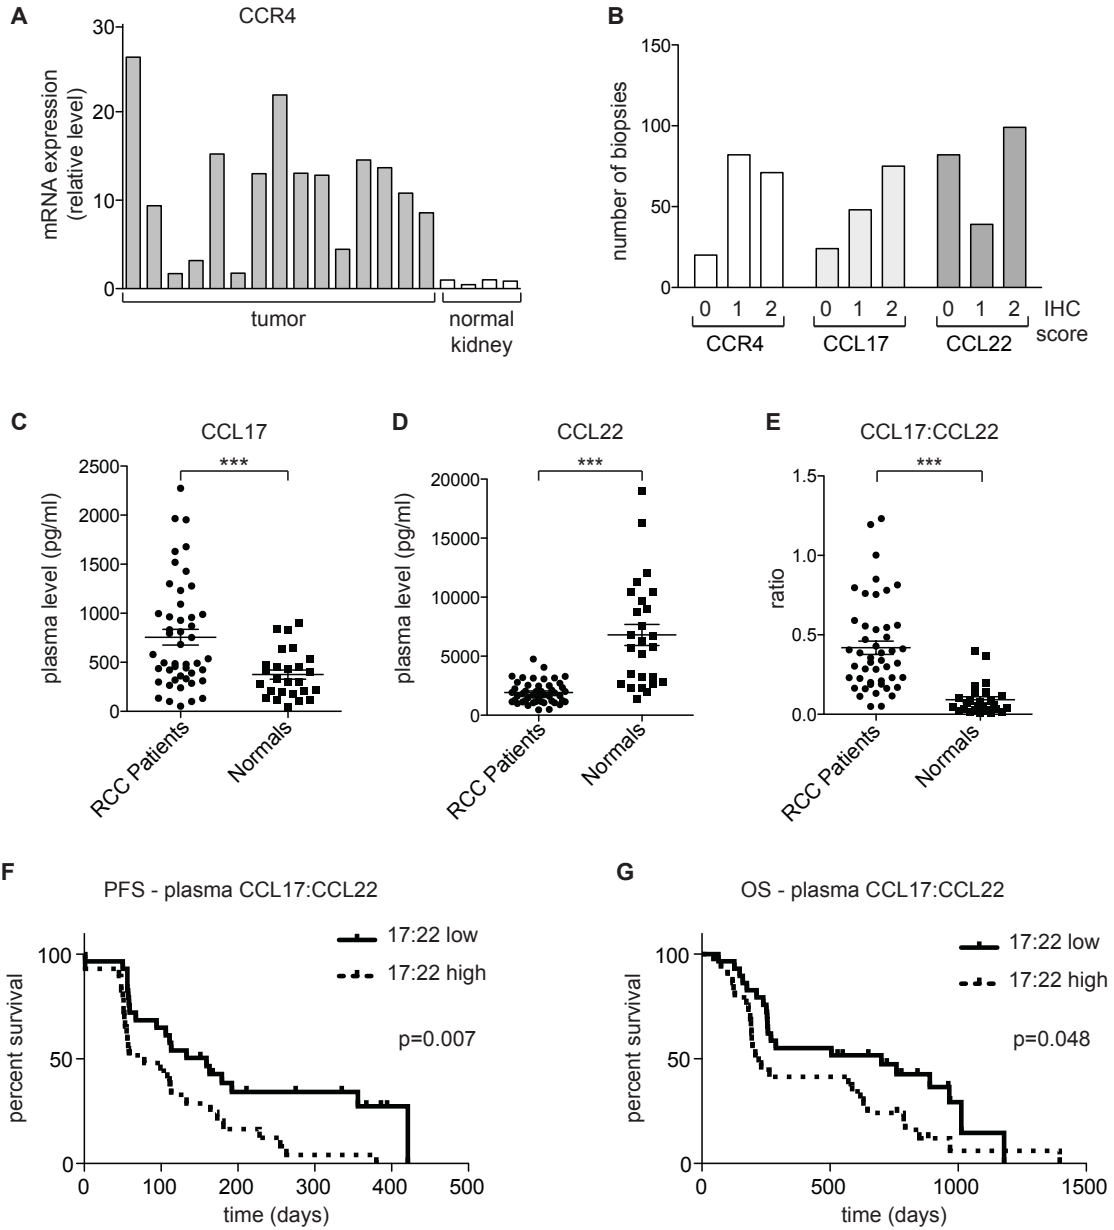 A
CCR4
mRNA expression
(relative level)
30
20
10
0
tumor
normal
kidney
B
number of biopsies
150
100
50
0
0 1 2 0 1 2 0 1 2 IHC
score
CCR4 CCL17 CCL22
C
CCL17
***
plasma level (pg/ml)
2500
2000
1500
1000
500
0
RCC Patients
Normals
D
CCL22
***
plasma level (pg/ml)
20000
15000
10000
5000
0
RCC Patients
Normals
E
CCL17:CCL22
***
ratio
1.5
1.0
0.5
0.0
RCC Patients
Normals
F
PFS - plasma CCL17:CCL22
17:22 low
17:22 high
p=0.007
percent survival
100
50
0
0 100 200 300 400 500
time (days)
G
OS - plasma CCL17:CCL22
17:22 low
17:22 high
p=0.048
percent survival
100
50
0
0 500 1000 1500
time (days)